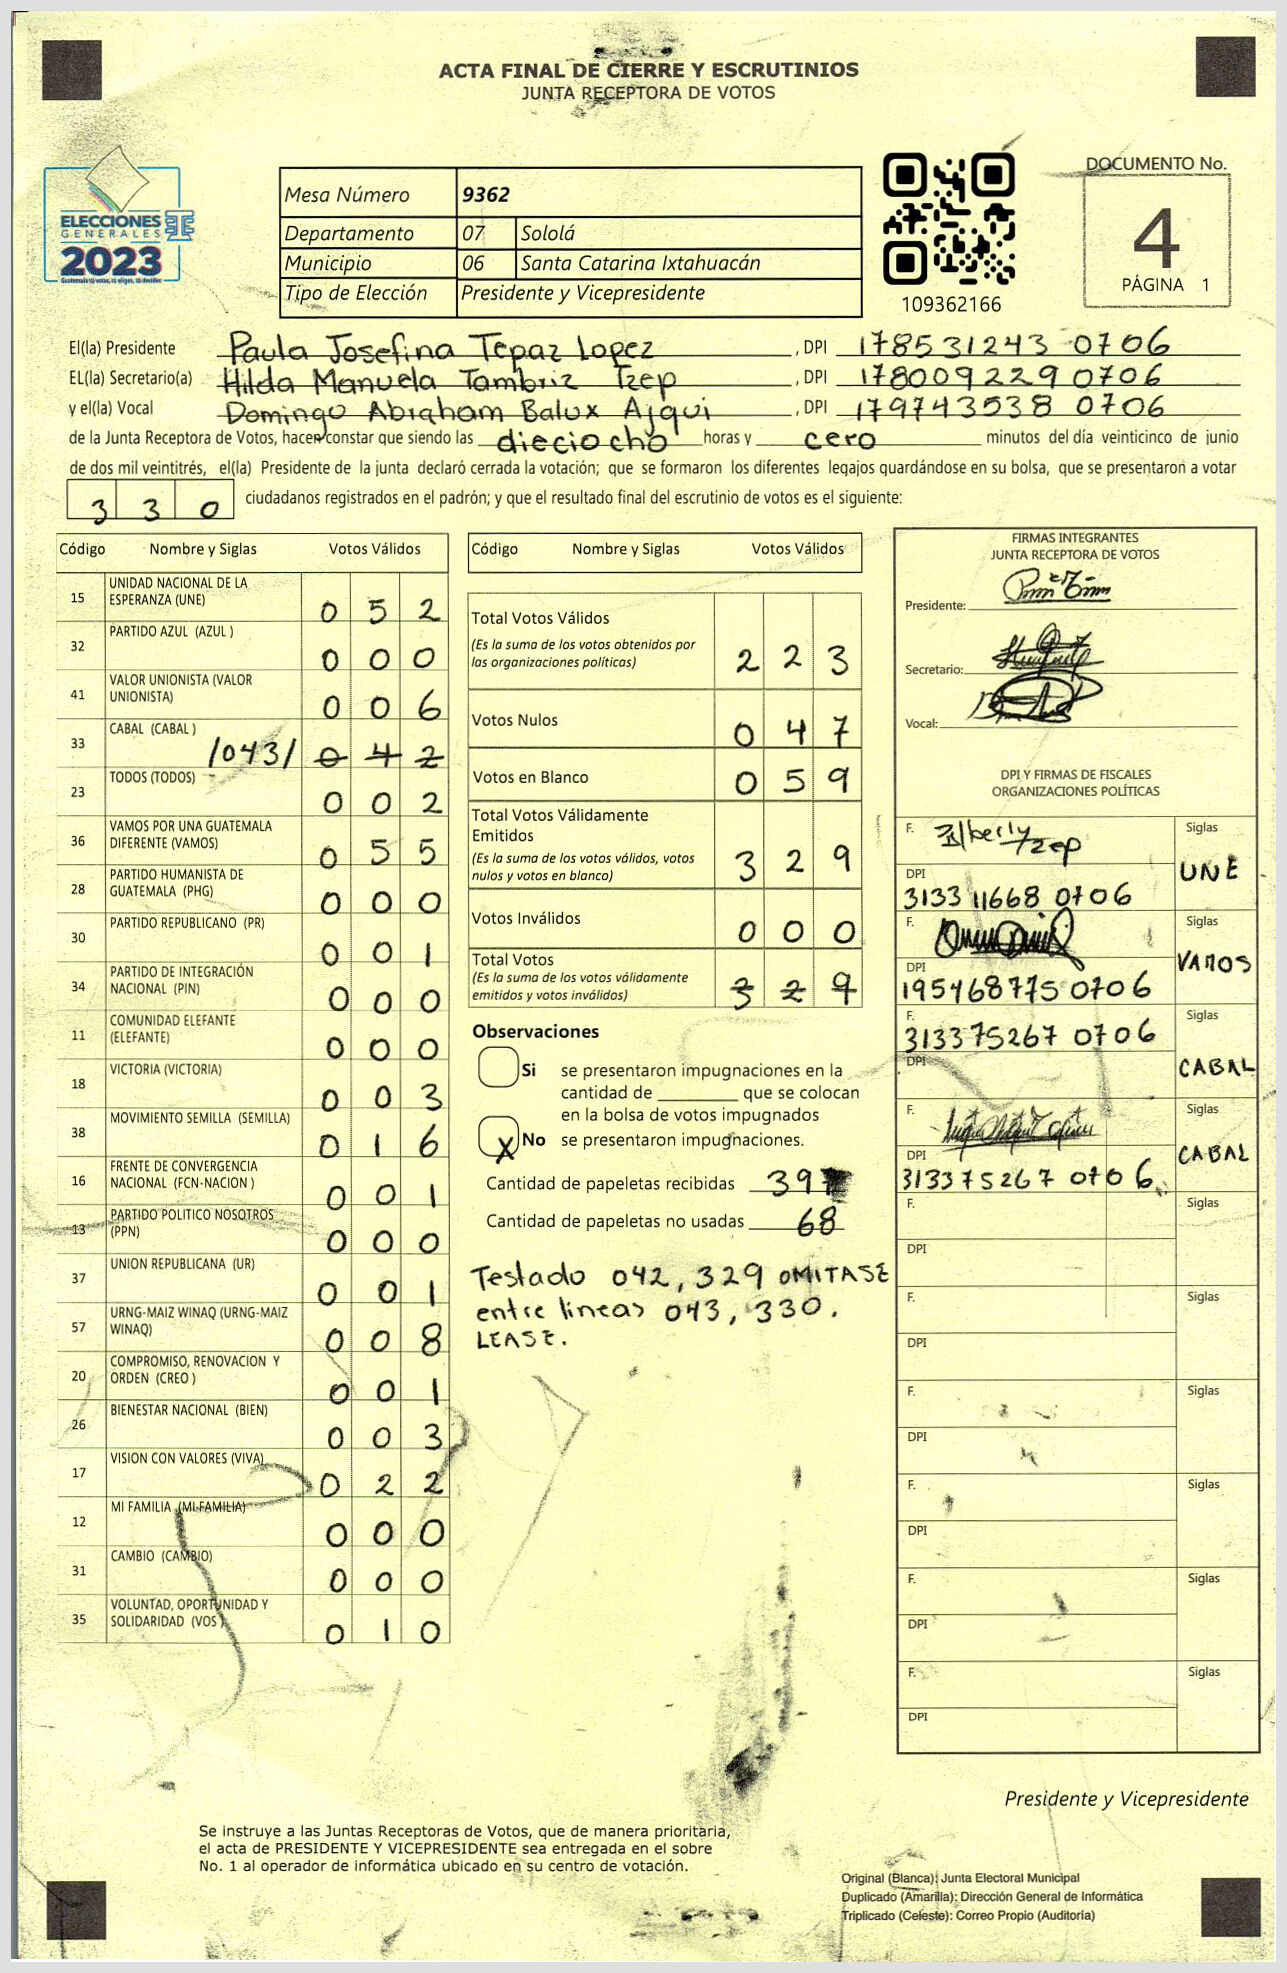 ACTA FINAL DE CIERRE Y ESCRUTINIOS
JUNTA RECEPTORA DE VOTOS
ELECCIONES
GENERALES
2023
Mesa Número 9362
Departamento 07 Sololá
Municipio 06 Santa Catarina Ixtahuacán
Tipo de Elección Presidente y Vicepresidente
109362166
DOCUMENTO No.
4
PÁGINA 1
El(la) Presidente Paula Josefina Tepaz Lopez , DPI 178531243 0706
EL(la) Secretario(a) Hilda Manuela Tambriz Tzep , DPI 178009229 0706
y el(la) Vocal Domingo Abraham Balux Ajqui , DPI 179743538 0706
de la Junta Receptora de Votos, hacen constar que siendo las dieciocho horas y cero minutos del día veinticinco de junio
de dos mil veintitrés, el(la) Presidente de la junta declaró cerrada la votación; que se formaron los diferentes legajos quardándose en su bolsa, que se presentaron a votar
330 ciudadanos registrados en el padrón; y que el resultado final del escrutinio de votos es el siguiente:
Código Nombre y Siglas Votos Válidos
15 UNIDAD NACIONAL DE LA
ESPERANZA (UNE) 0 5 2
32 PARTIDO AZUL (AZUL ) 0 0 0
41 VALOR UNIONISTA (VALOR
UNIONISTA) 0 0 6
33 CABAL (CABAL ) /043/ 0 4 2
23 TODOS (TODOS) 0 0 2
36 VAMOS POR UNA GUATEMALA
DIFERENTE (VAMOS) 0 5 5
28 PARTIDO HUMANISTA DE
GUATEMALA (PHG) 0 0 0
30 PARTIDO REPUBLICANO (PR) 0 0 1
34 PARTIDO DE INTEGRACIÓN
NACIONAL (PIN) 0 0 0
11 COMUNIDAD ELEFANTE
(ELEFANTE) 0 0 0
18 VICTORIA (VICTORIA) 0 0 3
38 MOVIMIENTO SEMILLA (SEMILLA) 0 1 6
16 FRENTE DE CONVERGENCIA
NACIONAL (FCN-NACION ) 0 0 1
13 PARTIDO POLITICO NOSOTROS
(PPN) 0 0 0
37 UNION REPUBLICANA (UR) 0 0 1
57 URNG-MAIZ WINAQ (URNG-MAIZ
WINAQ) 0 0 8
20 COMPROMISO, RENOVACION Y
ORDEN (CREO ) 0 0 1
26 BIENESTAR NACIONAL (BIEN) 0 0 3
17 VISION CON VALORES (VIVA) 0 2 2
12 MI FAMILIA (MI FAMILIA) 0 0 0
31 CAMBIO (CAMBIO) 0 0 0
35 VOLUNTAD, OPORTUNIDAD Y
SOLIDARIDAD (VOS ) 0 1 0
Código Nombre y Siglas Votos Válidos
Total Votos Válidos
(Es la suma de los votos obtenidos por
las organizaciones políticas) 2 2 3
Votos Nulos 0 4 7
Votos en Blanco 0 5 9
Total Votos Válidamente
Emitidos
(Es la suma de los votos válidos, votos
nulos y votos en blanco) 3 2 9
Votos Inválidos 0 0 0
Total Votos
(Es la suma de los votos válidamente
emitidos y votos inválidos) 3 2 9
Observaciones
Si se presentaron impugnaciones en la
cantidad de ________ que se colocan
en la bolsa de votos impugnados
X No se presentaron impugnaciones.
Cantidad de papeletas recibidas 397
Cantidad de papeletas no usadas 68
Testado 042, 329 OMITASE
entre lineas 043, 330.
LEASE.
FIRMAS INTEGRANTES
JUNTA RECEPTORA DE VOTOS
Presidente:
Secretario:
Vocal:
DPI Y FIRMAS DE FISCALES
ORGANIZACIONES POLÍTICAS
F. Siglas
DPI 3133 11668 0706 UNE
F. Siglas
DPI 195468775 0706 VAMOS
F. 313375267 0706 Siglas
DPI CABAL
F. Siglas
DPI 313375267 0706 CABAL
F. Siglas
DPI
F. Siglas
DPI
F. Siglas
DPI
F. Siglas
DPI
F. Siglas
DPI
F. Siglas
DPI
Presidente y Vicepresidente
Se instruye a las Juntas Receptoras de Votos, que de manera prioritaria,
el acta de PRESIDENTE Y VICEPRESIDENTE sea entregada en el sobre
No. 1 al operador de informática ubicado en su centro de votación.
Original (Blanca): Junta Electoral Municipal
Duplicado (Amarilla): Dirección General de Informática
Triplicado (Celeste): Correo Propio (Auditoría)